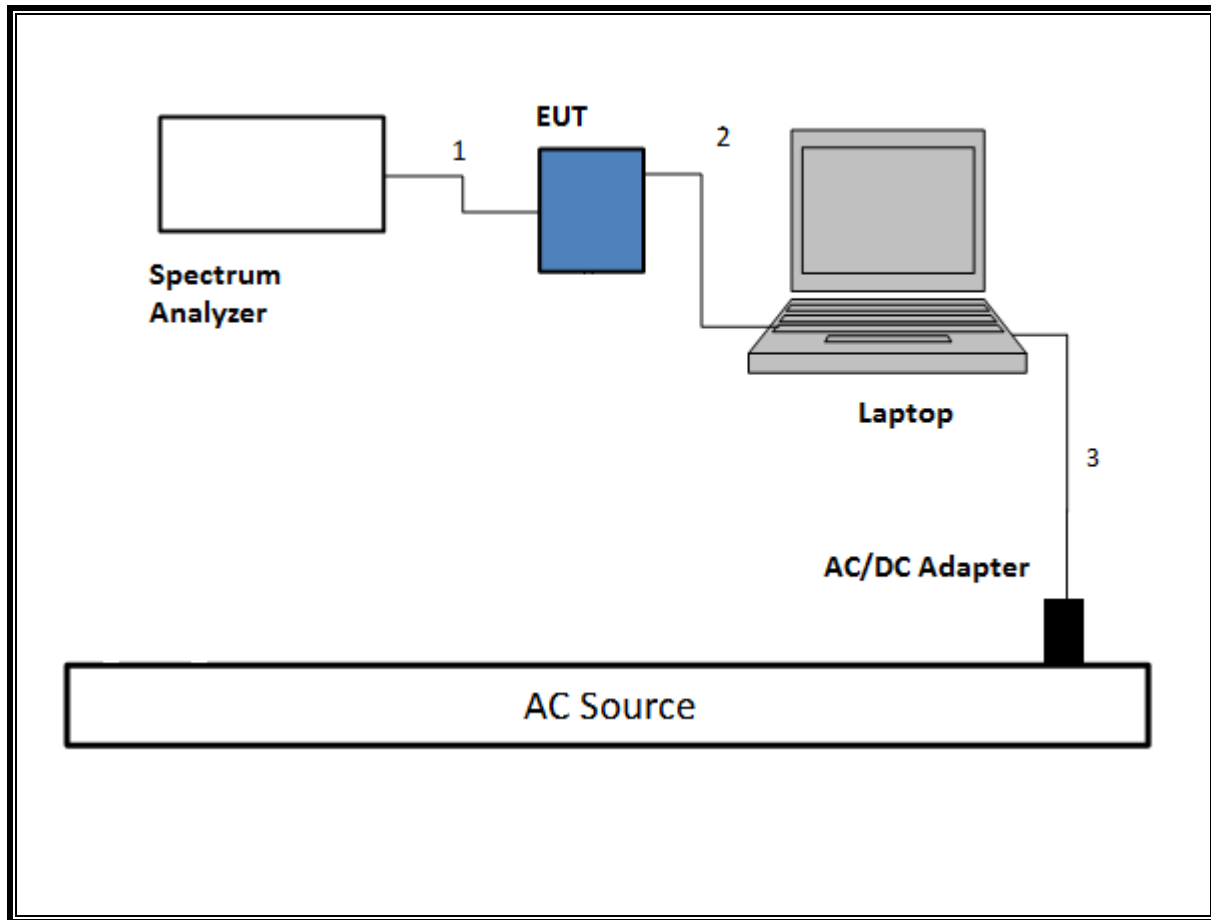 EUT
1
2
Spectrum
Analyzer
Laptop
3
AC/DC Adapter
AC Source